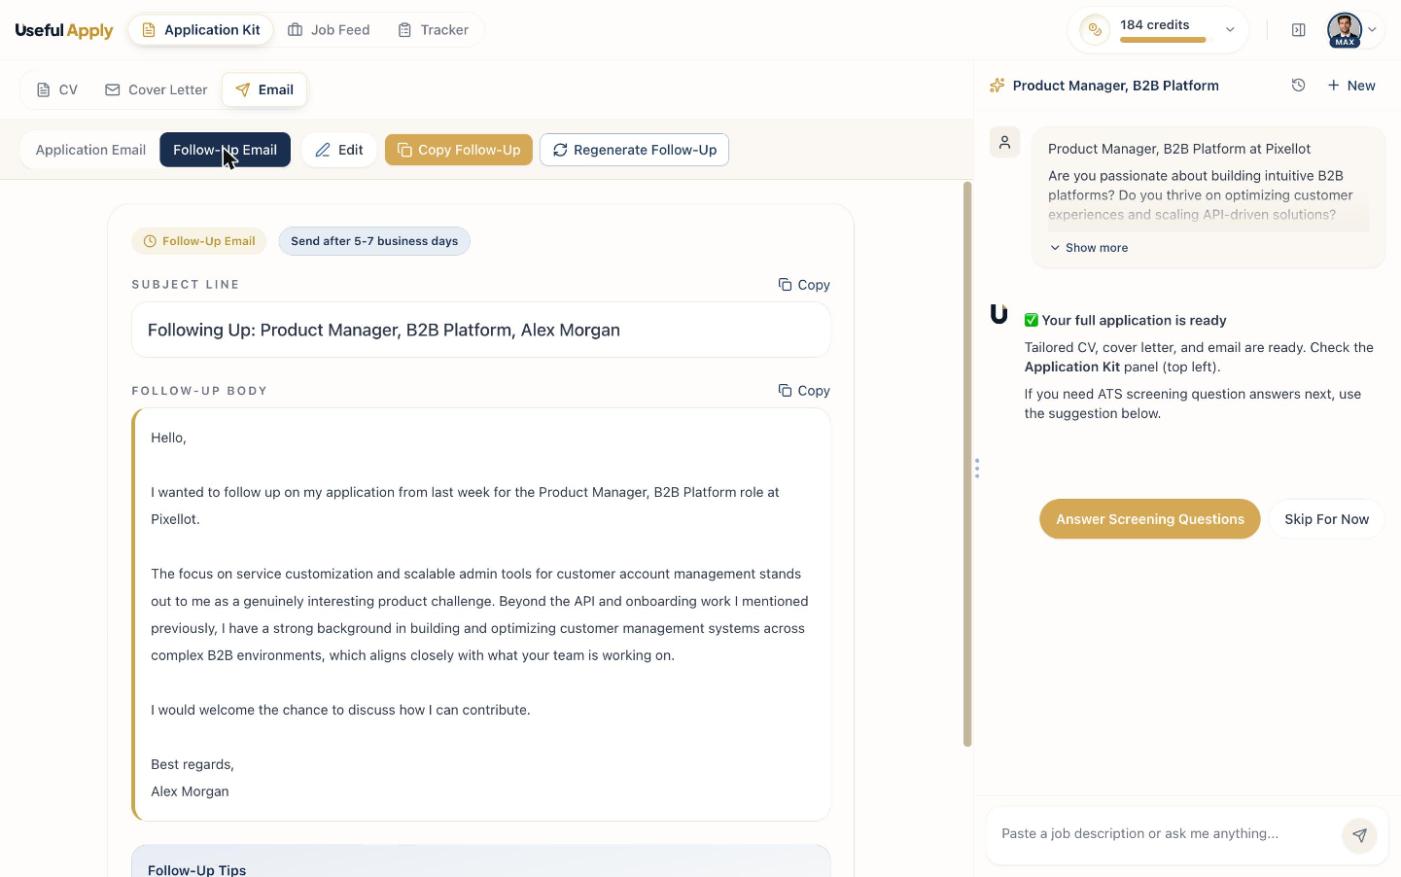 Useful Apply
Application Kit
Job Feed
Tracker
184 credits
MAX
CV
Cover Letter
Email
Application Email
Follow-Up Email
Edit
Copy Follow-Up
Regenerate Follow-Up
Follow-Up Email
Send after 5-7 business days
SUBJECT LINE
Copy
Following Up: Product Manager, B2B Platform, Alex Morgan
FOLLOW-UP BODY
Copy
Hello,
I wanted to follow up on my application from last week for the Product Manager, B2B Platform role at
Pixellot.
The focus on service customization and scalable admin tools for customer account management stands
out to me as a genuinely interesting product challenge. Beyond the API and onboarding work I mentioned
previously, I have a strong background in building and optimizing customer management systems across
complex B2B environments, which aligns closely with what your team is working on.
I would welcome the chance to discuss how I can contribute.
Best regards,
Alex Morgan
Follow-Up Tips
Product Manager, B2B Platform
New
Product Manager, B2B Platform at Pixellot
Are you passionate about building intuitive B2B
platforms? Do you thrive on optimizing customer
experiences and scaling API-driven solutions?
Show more
✅ Your full application is ready
Tailored CV, cover letter, and email are ready. Check the
Application Kit panel (top left).
If you need ATS screening question answers next, use
the suggestion below.
Answer Screening Questions
Skip For Now
Paste a job description or ask me anything...